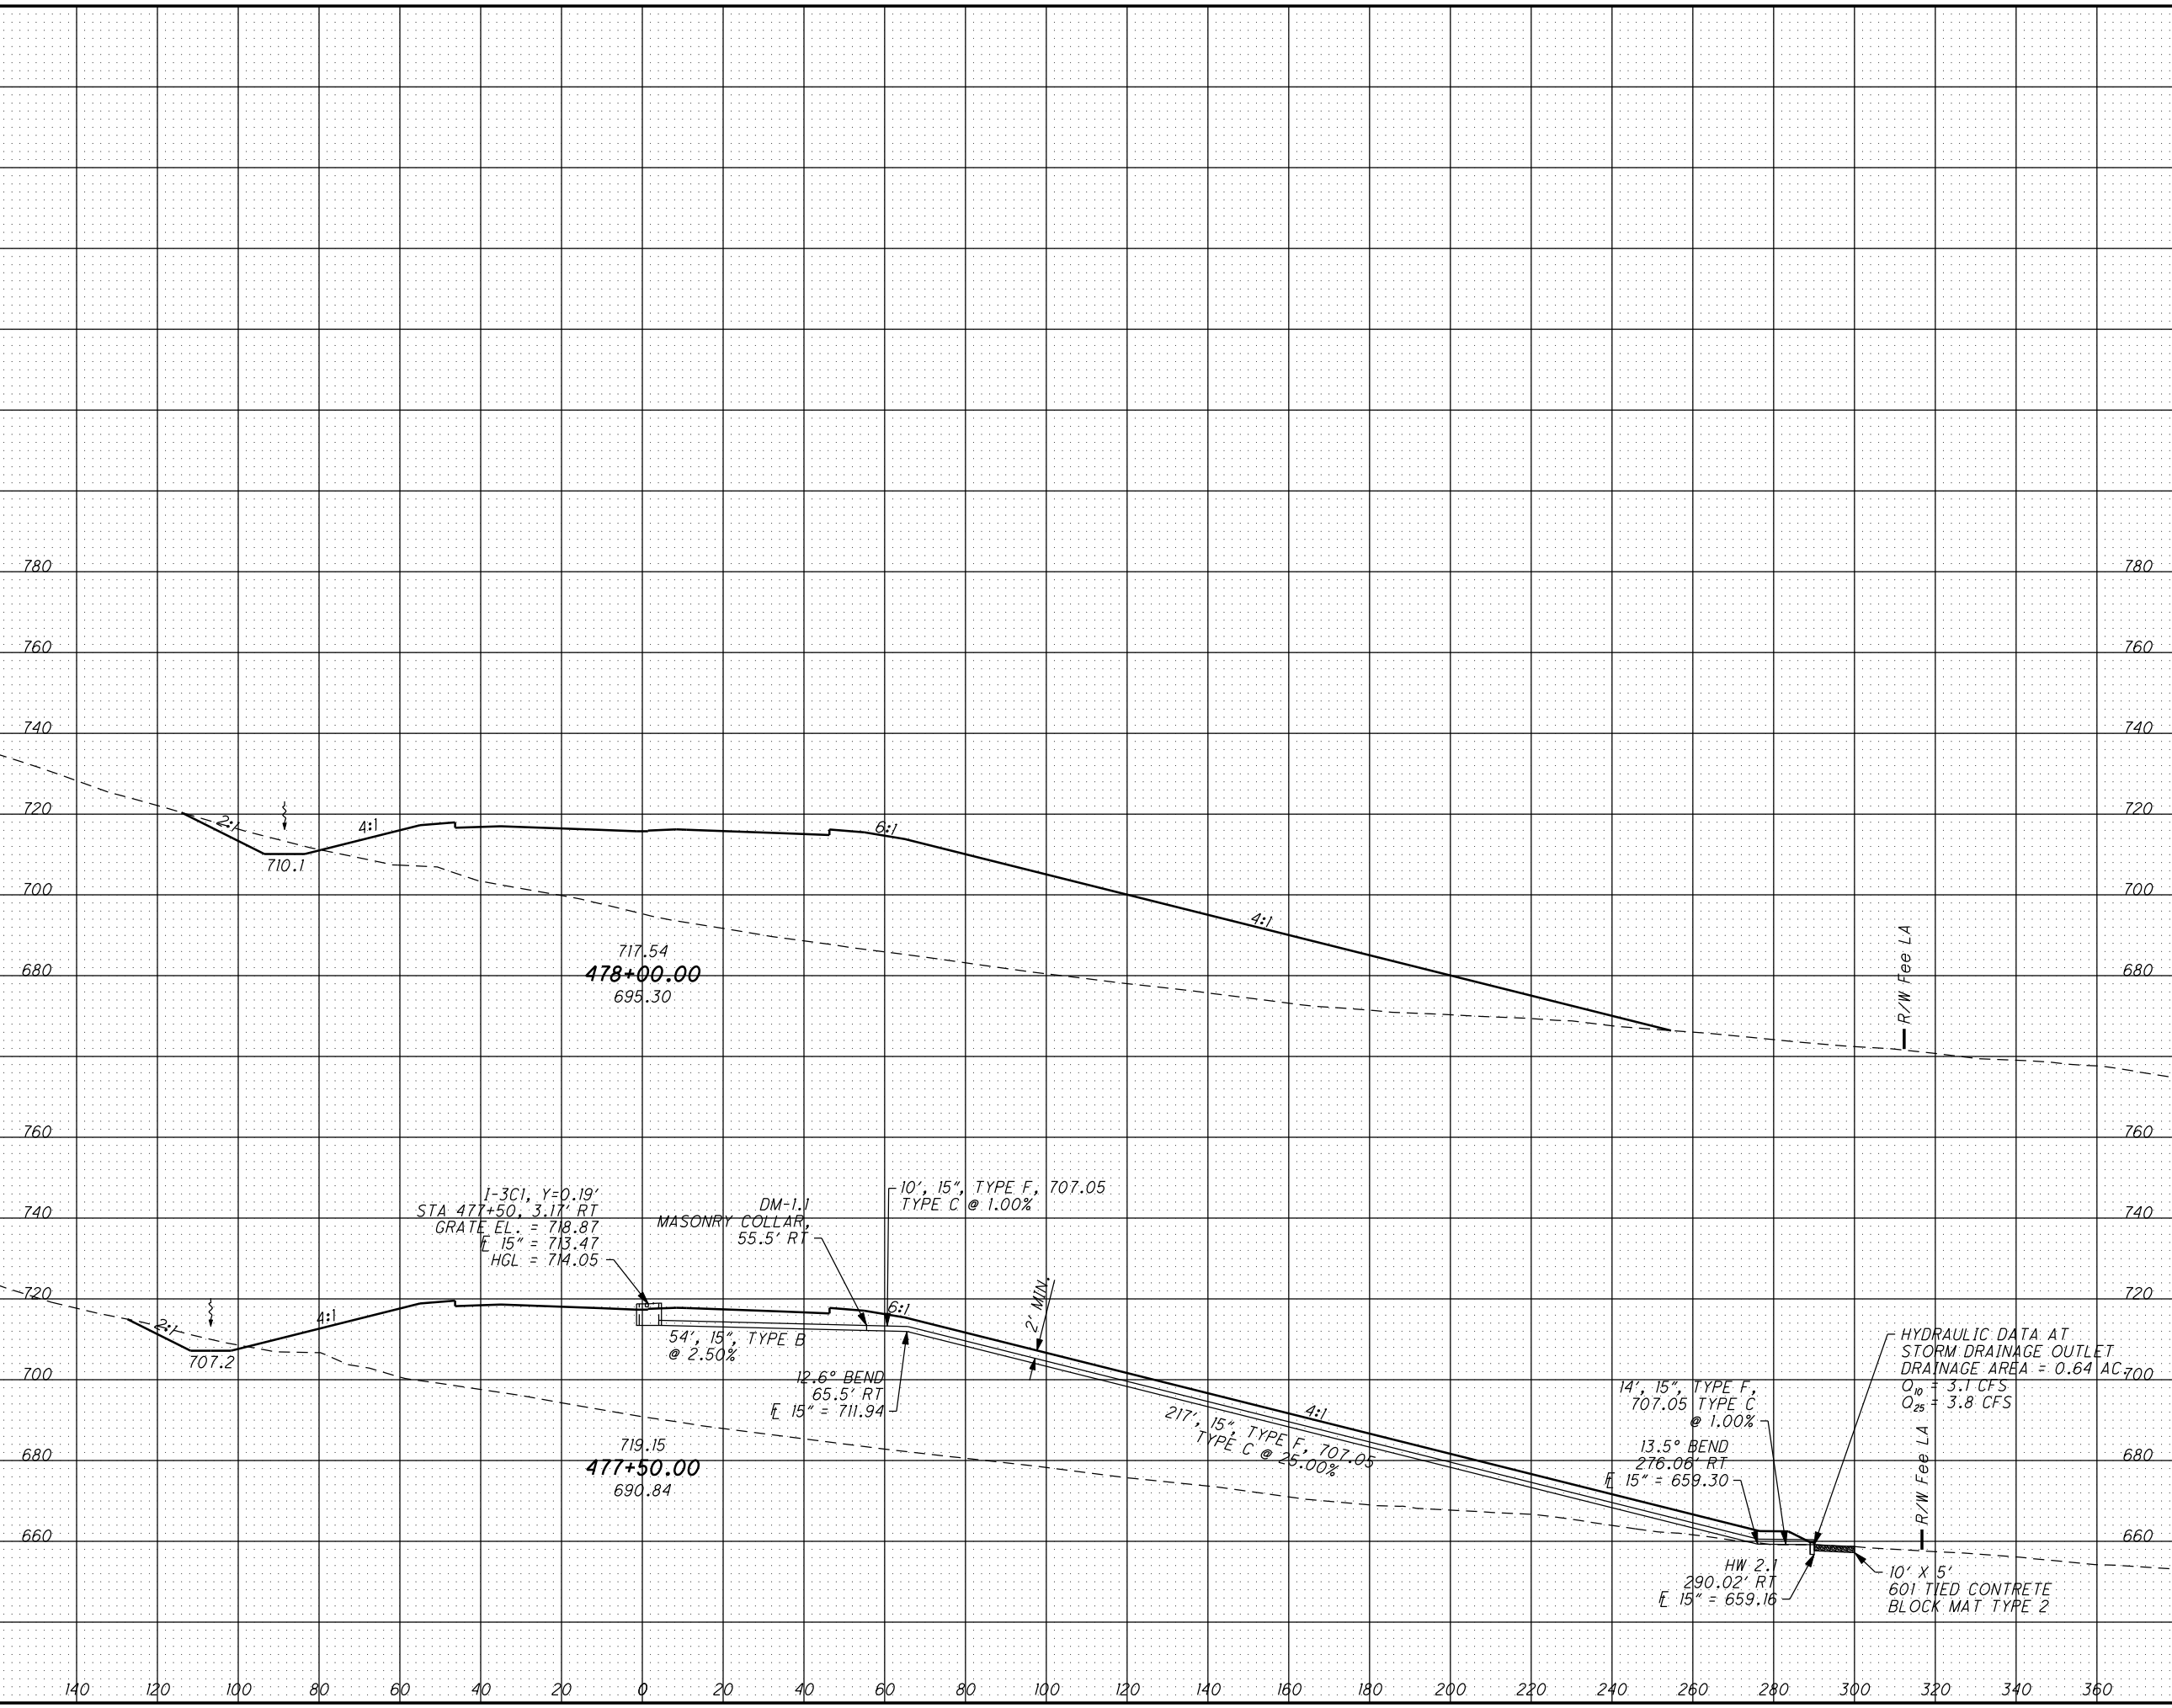 780
780
760
760
740
740
720
720
2:1
4:1
6:1
710.1
700
700
4:1
717.54
478+00.00
695.30
680
680
R/W Fee LA
760
760
I-3C1, Y=0.19'
STA 477+50, 3.17' RT
GRATE EL. = 718.87
℄ 15" = 713.47
HGL = 714.05
DM-1.1
MASONRY COLLAR,
55.5' RT
10', 15", TYPE F, 707.05
TYPE C @ 1.00%
740
740
720
720
2:1
4:1
6:1
2' MIN.
707.2
54', 15", TYPE B
@ 2.50%
12.6° BEND
65.5' RT
℄ 15" = 711.94
700
700
HYDRAULIC DATA AT
STORM DRAINAGE OUTLET
DRAINAGE AREA = 0.64 AC.
Q10 = 3.1 CFS
Q25 = 3.8 CFS
4:1
217', 15", TYPE F, 707.05
TYPE C @ 25.00%
14', 15", TYPE F,
707.05 TYPE C
@ 1.00%
13.5° BEND
276.06' RT
℄ 15" = 659.30
719.15
477+50.00
690.84
680
680
R/W Fee LA
660
660
HW 2.1
290.02' RT
℄ 15" = 659.16
10' X 5'
601 TIED CONTRETE
BLOCK MAT TYPE 2
140 120 100 80 60 40 20 0 20 40 60 80 100 120 140 160 180 200 220 240 260 280 300 320 340 360